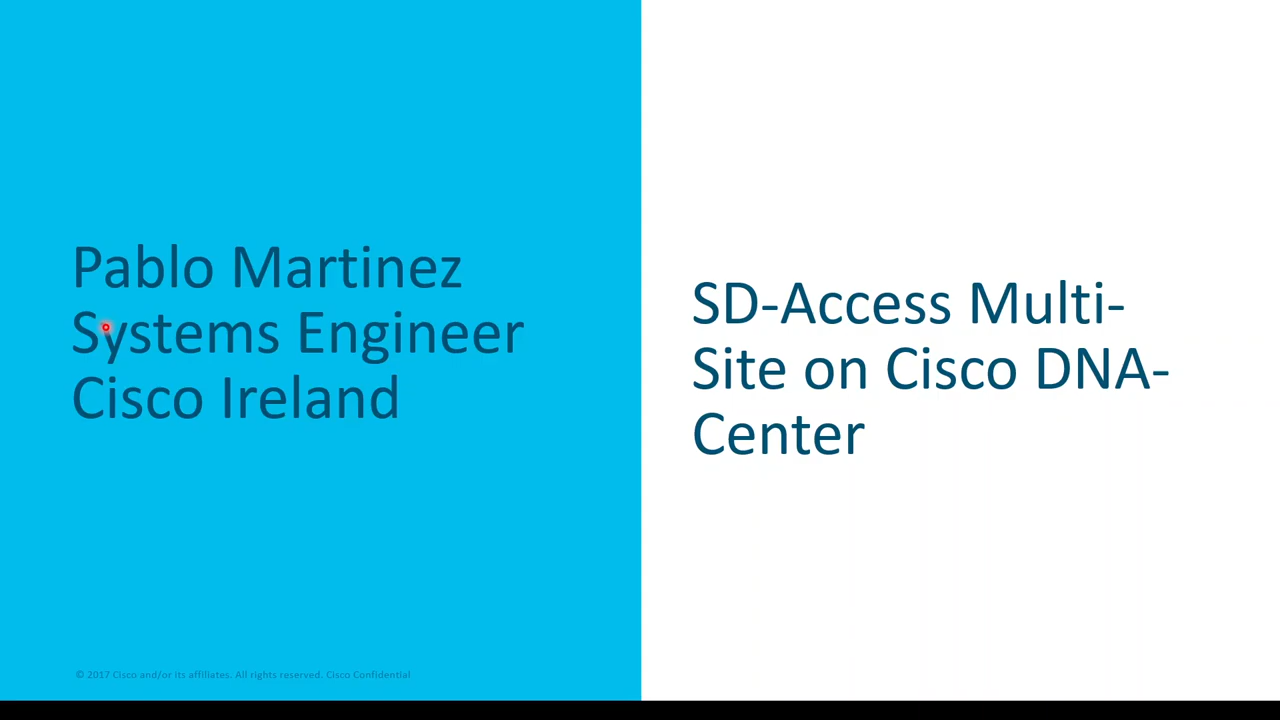 Pablo Martinez
Systems Engineer
Cisco Ireland
SD-Access Multi-
Site on Cisco DNA-
Center
© 2017 Cisco and/or its affiliates. All rights reserved. Cisco Confidential